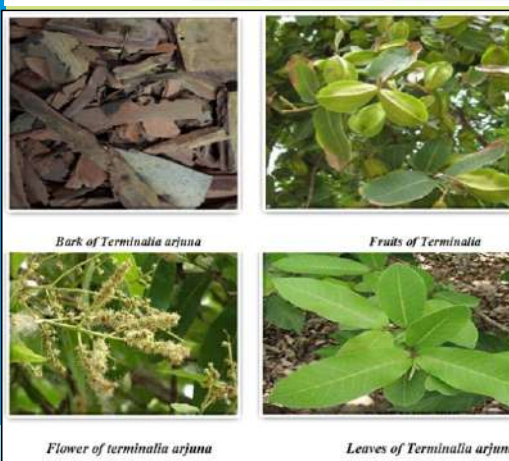 Bark of Terminalia arjuna
Fruits of Terminalia
Flower of terminalia arjuna
Leaves of Terminalia arjun